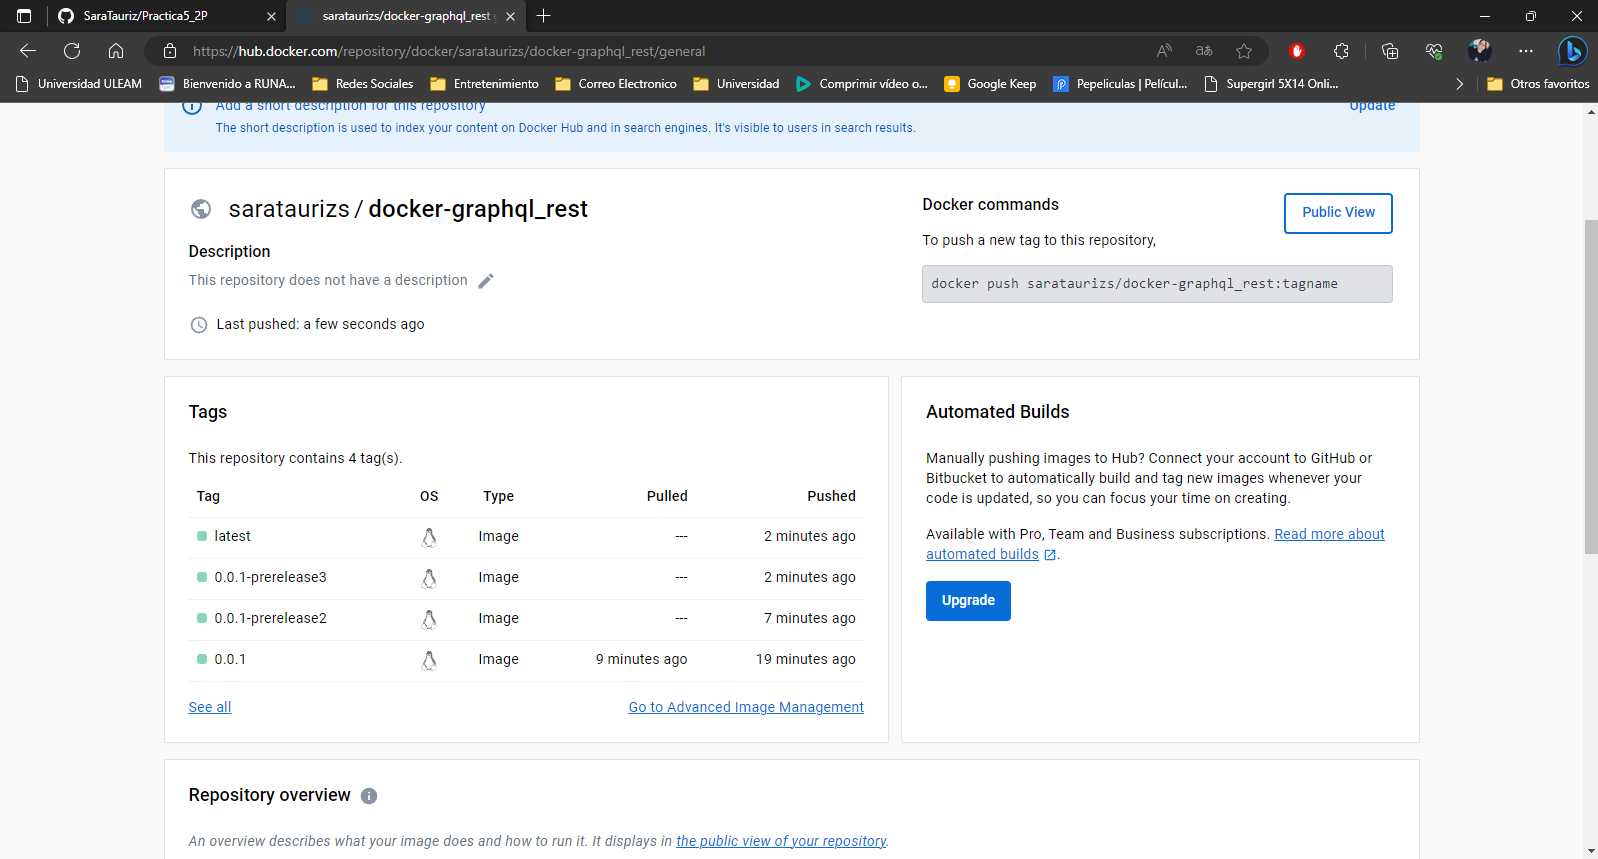 SaraTauriz/Practica5_2P
sarataurizs/docker-graphql_rest
https://hub.docker.com/repository/docker/sarataurizs/docker-graphql_rest/general
Universidad ULEAM
Bienvenido a RUNA...
Redes Sociales
Entretenimiento
Correo Electronico
Universidad
Comprimir vídeo o...
Google Keep
Pepeliculas | Películ...
Supergirl 5X14 Onli...
Otros favoritos
Add a short description for this repository
Update
The short description is used to index your content on Docker Hub and in search engines. It's visible to users in search results.
sarataurizs / docker-graphql_rest
Description
This repository does not have a description
Last pushed: a few seconds ago
Docker commands
Public View
To push a new tag to this repository,
docker push sarataurizs/docker-graphql_rest:tagname
Tags
This repository contains 4 tag(s).
Tag OS Type Pulled Pushed
latest Image --- 2 minutes ago
0.0.1-prerelease3 Image --- 2 minutes ago
0.0.1-prerelease2 Image --- 7 minutes ago
0.0.1 Image 9 minutes ago 19 minutes ago
See all
Go to Advanced Image Management
Automated Builds
Manually pushing images to Hub? Connect your account to GitHub or
Bitbucket to automatically build and tag new images whenever your
code is updated, so you can focus your time on creating.
Available with Pro, Team and Business subscriptions. Read more about
automated builds.
Upgrade
Repository overview
An overview describes what your image does and how to run it. It displays in the public view of your repository.